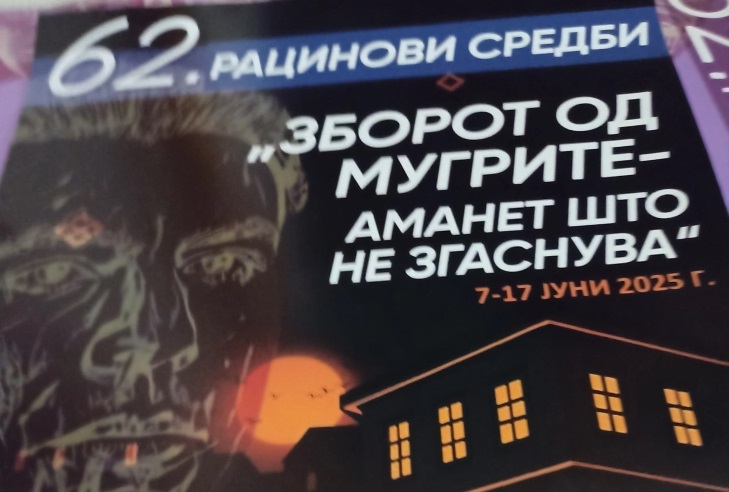 62. РАЦИНОВИ СРЕДБИ
„ЗБОРОТ ОД
МУГРИТЕ–
АМАНЕТ ШТО
НЕ ЗГАСНУВА“
7-17 ЈУНИ 2025 Г.